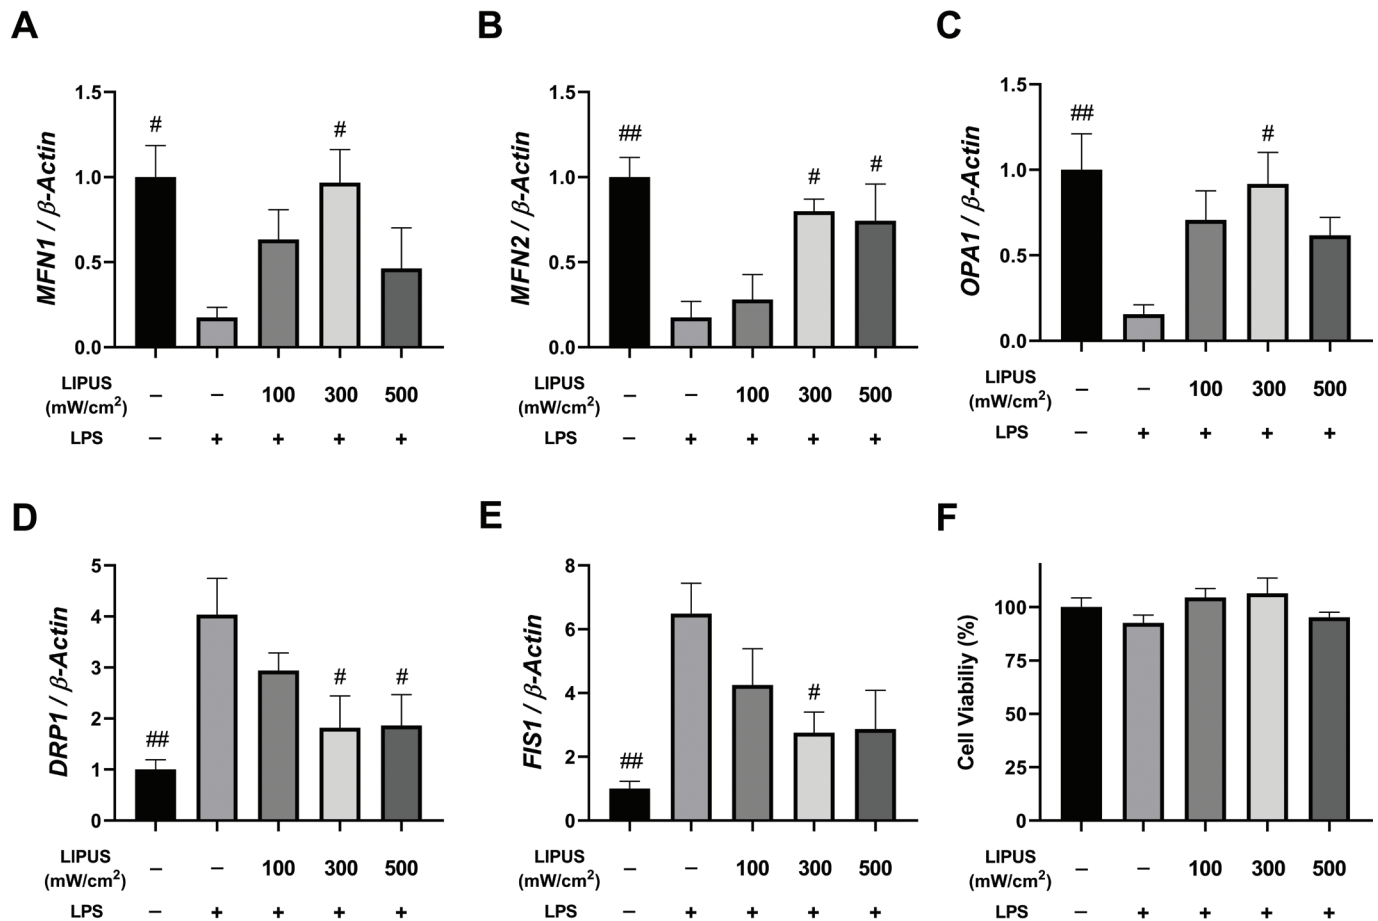 A
MFN1 / β-Actin
1.5
1.0
0.5
0.0
# #
LIPUS
(mW/cm²) – – 100 300 500
LPS – + + + +
B
MFN2 / β-Actin
1.5
1.0
0.5
0.0
## # #
LIPUS
(mW/cm²) – – 100 300 500
LPS – + + + +
C
OPA1 / β-Actin
1.5
1.0
0.5
0.0
## #
LIPUS
(mW/cm²) – – 100 300 500
LPS – + + + +
D
DRP1 / β-Actin
5
4
3
2
1
0
## # #
LIPUS
(mW/cm²) – – 100 300 500
LPS – + + + +
E
FIS1 / β-Actin
8
6
4
2
0
## #
LIPUS
(mW/cm²) – – 100 300 500
LPS – + + + +
F
Cell Viabiliy (%)
100
75
50
25
0
LIPUS
(mW/cm²) – – 100 300 500
LPS – + + + +